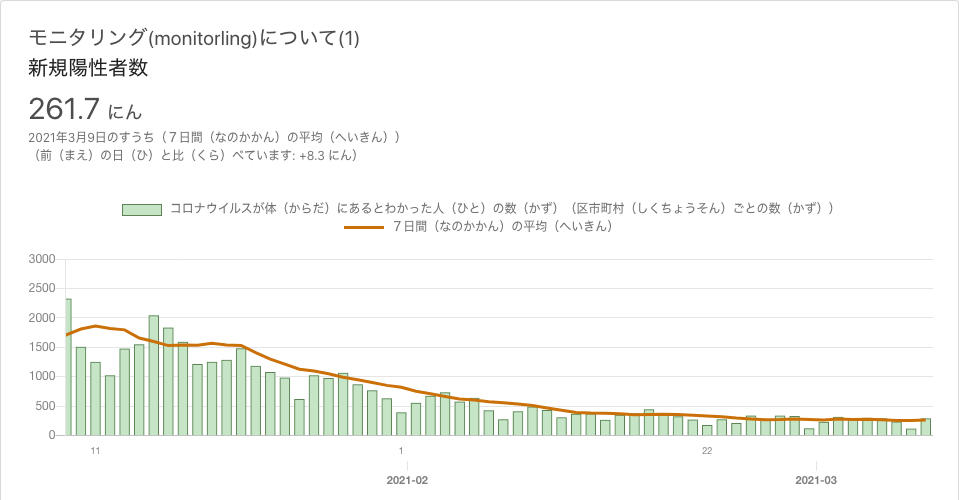 モニタリング(monitorling)について(1)
新規陽性者数
261.7 にん
2021年3月9日のすうち（７日間（なのかかん）の平均（へいきん））
（前（まえ）の日（ひ）と比（くら）べています: +8.3 にん）
コロナウイルスが体（からだ）にあるとわかった人（ひと）の数（かず）（区市町村（しくちょうそん）ごとの数（かず））
７日間（なのかかん）の平均（へいきん）
3000
2500
2000
1500
1000
500
0
11 1 22
2021-02 2021-03